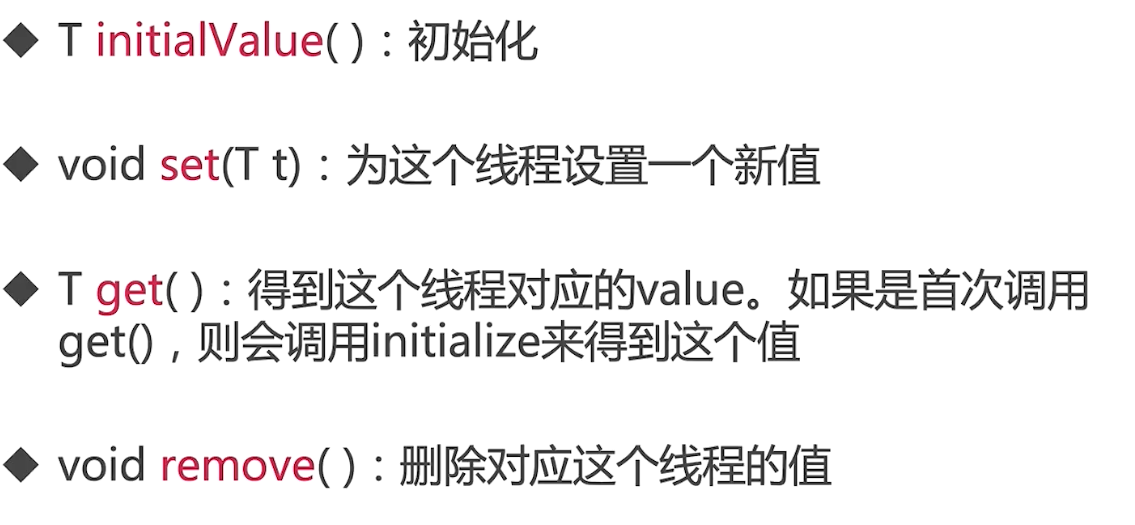 ◆ T initialValue( )：初始化
◆ void set(T t)：为这个线程设置一个新值
◆ T get( )：得到这个线程对应的value。如果是首次调用
get()，则会调用initialize来得到这个值
◆ void remove( )：删除对应这个线程的值